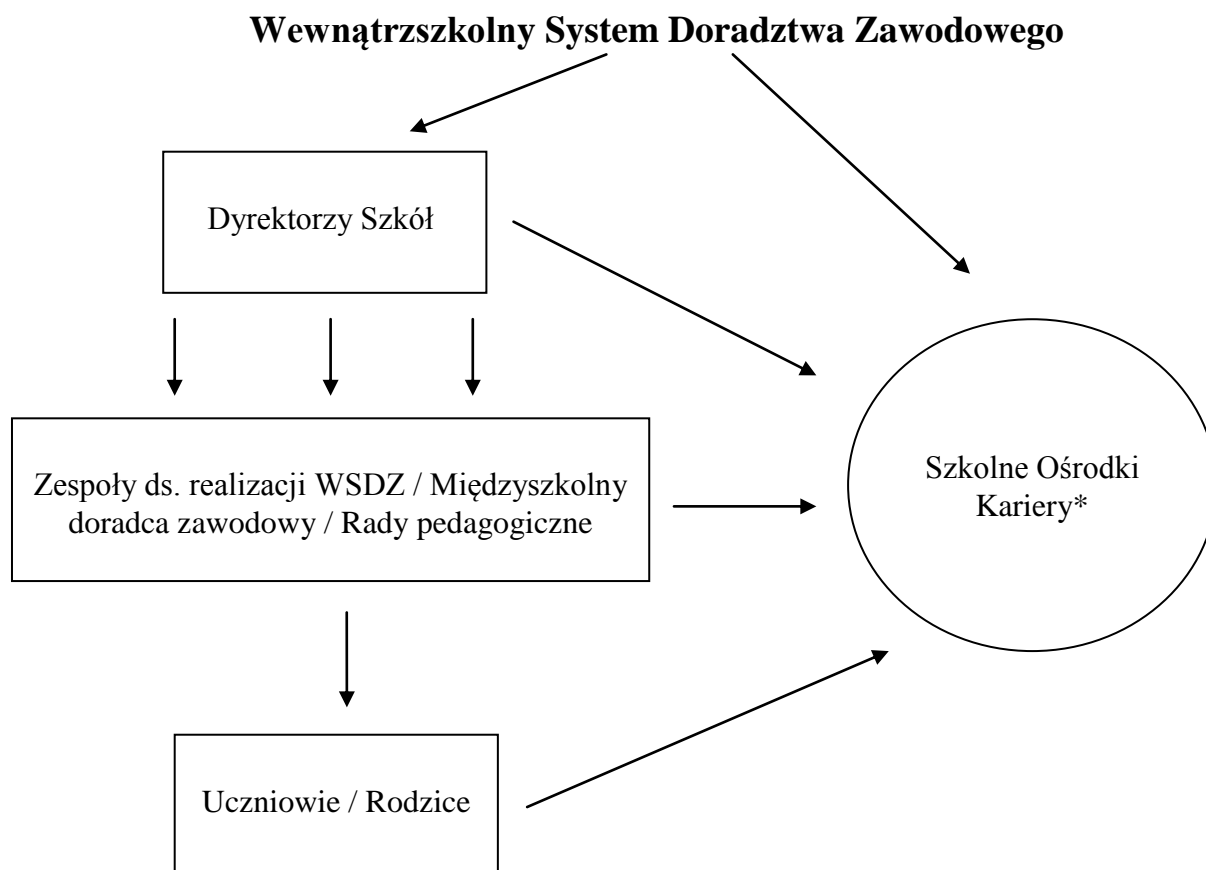 Wewnątrzszkolny System Doradztwa Zawodowego
Dyrektorzy Szkół
Zespoły ds. realizacji WSDZ / Międzyszkolny
doradca zawodowy / Rady pedagogiczne
Szkolne Ośrodki
Kariery*
Uczniowie / Rodzice